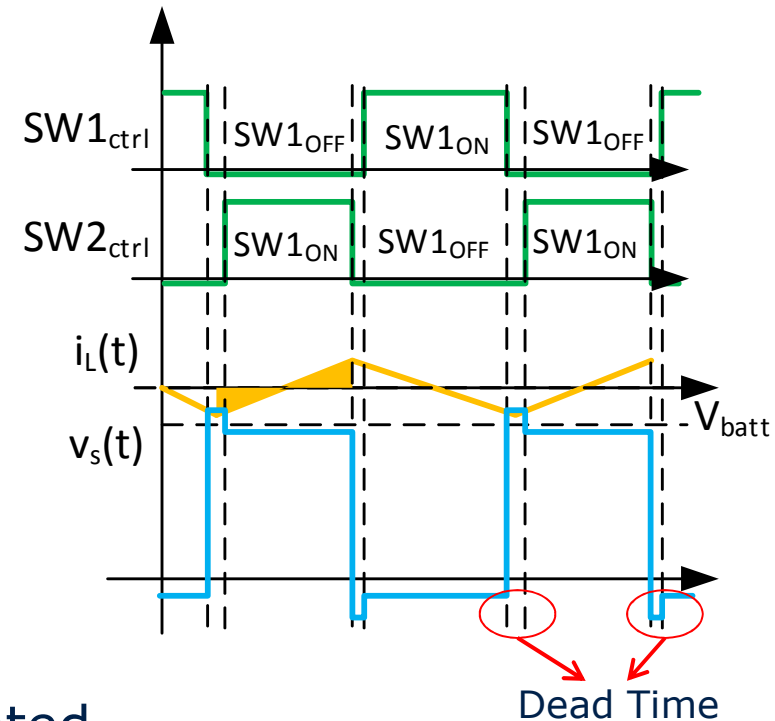 SW1ctrl SW1OFF SW1ON SW1OFF
SW2ctrl SW1ON SW1OFF SW1ON
iL(t)
Vbatt
vs(t)
Dead Time